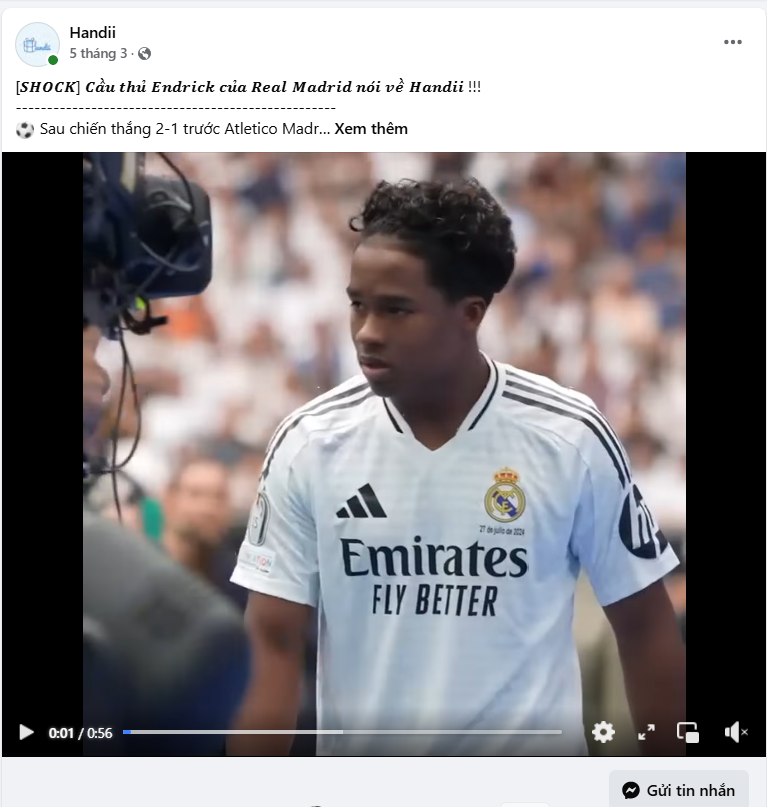 Handii
5 tháng 3
[SHOCK] Cầu thủ Endrick của Real Madrid nói về Handii !!!
---------------------------------------------------
⚽ Sau chiến thắng 2-1 trước Atletico Madr... Xem thêm
27 de julio de 2024
hp
Emirates
FLY BETTER
0:01 / 0:56
Gửi tin nhắn